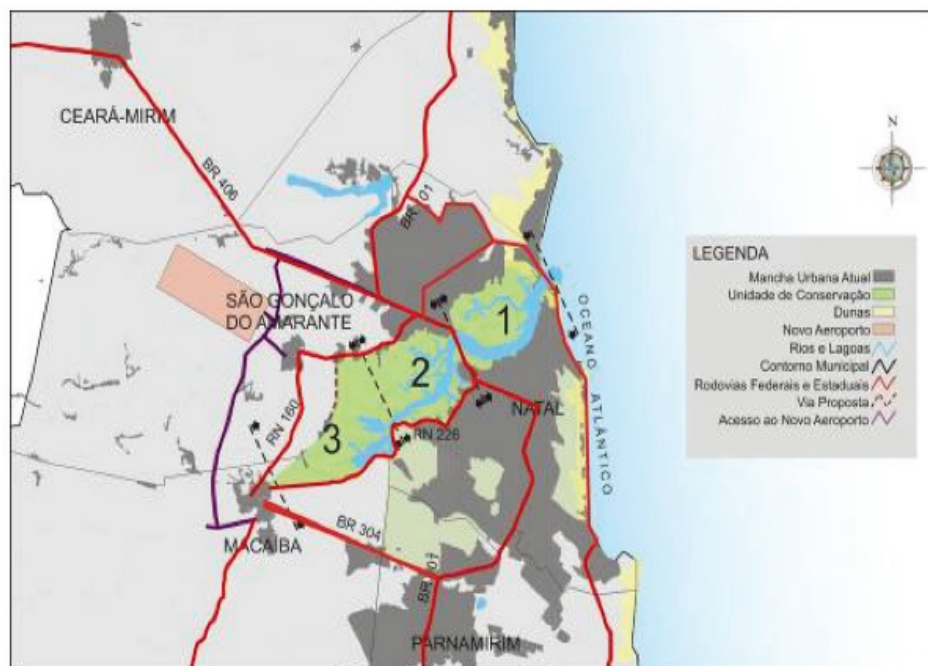 N
CEARÁ-MIRIM
BR 406
BR 101
LEGENDA
Mancha Urbana Atual
Unidade de Conservação
Dunas
Novo Aeroporto
Rios e Lagoas
Contorno Municipal
Rodovias Federais e Estaduais
Via Proposta
Acesso ao Novo Aeroporto
SÃO GONÇALO
DO AMARANTE
1
2
3
OCEANO ATLÂNTICO
NATAL
RN 160
RN 226
MACAÍBA
BR 304
BR 101
PARNAMIRIM